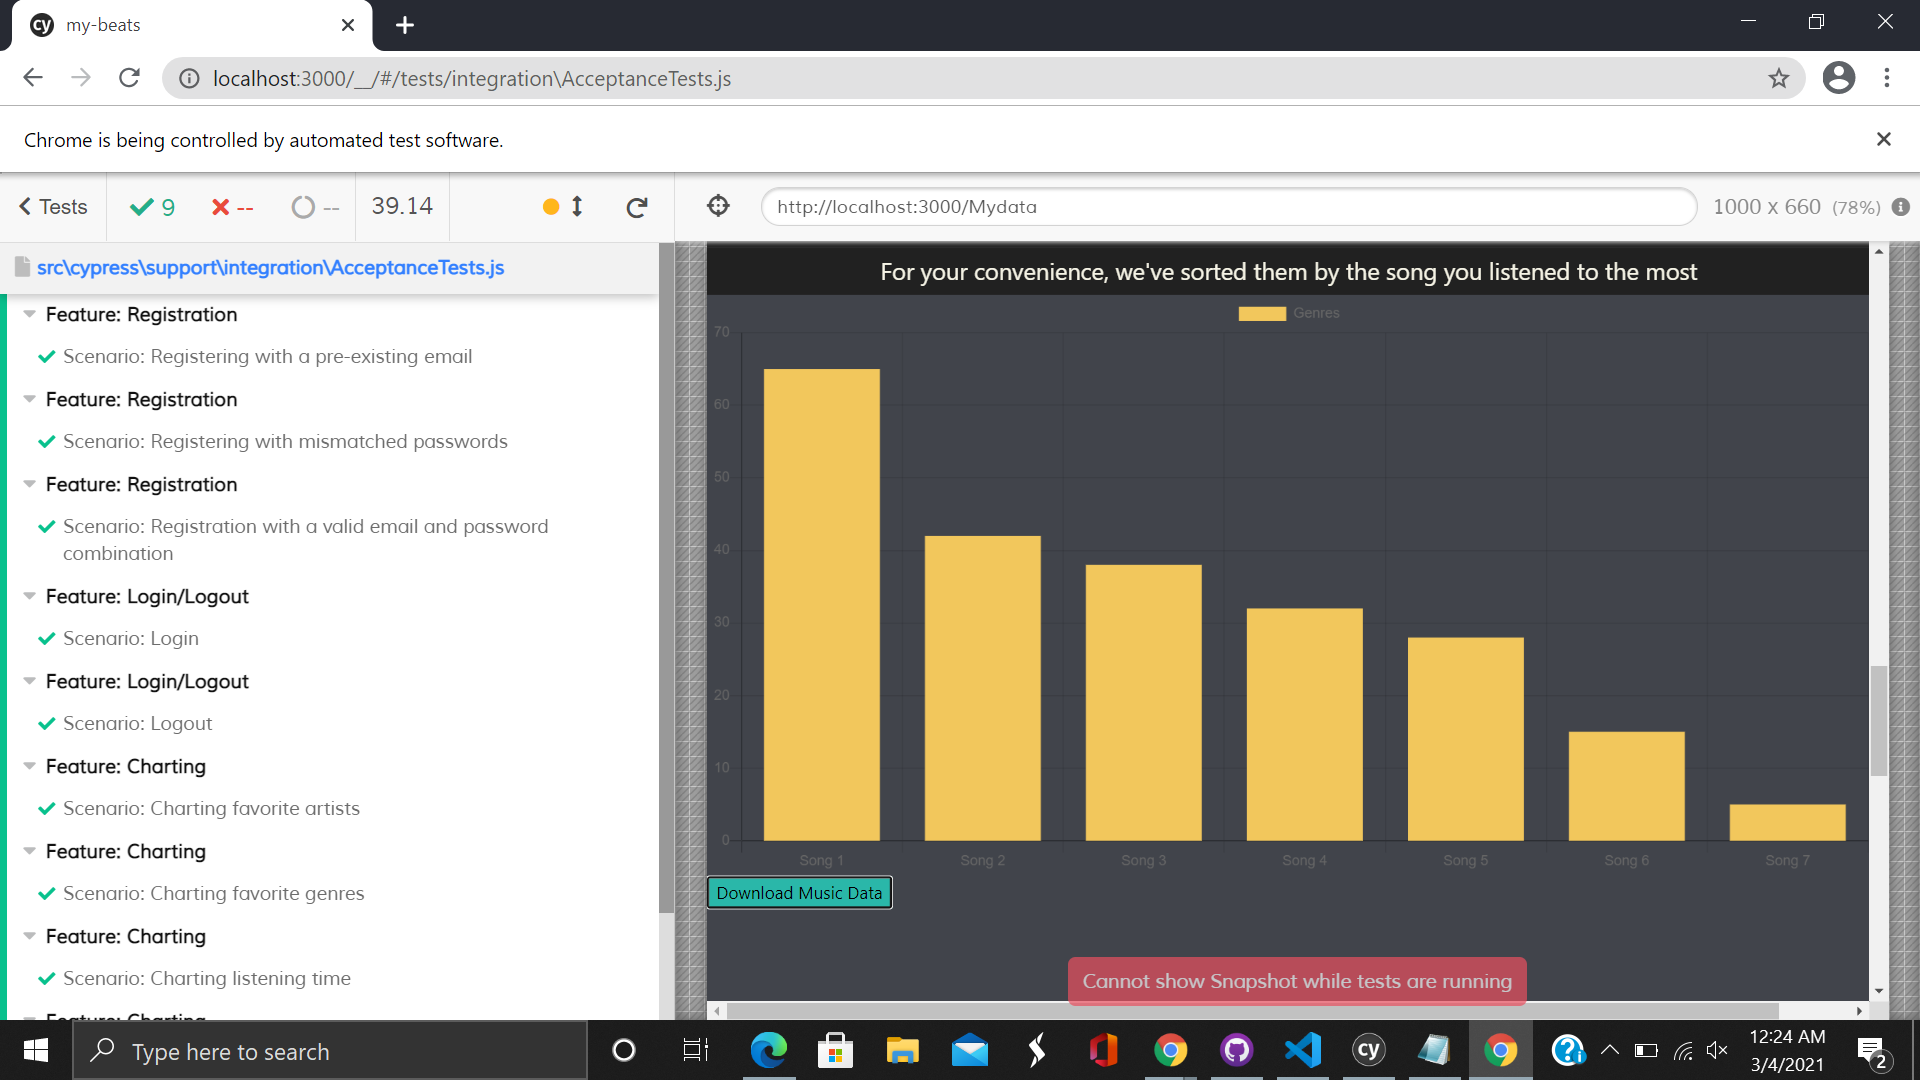 cy my-beats
localhost:3000/__/#/tests/integration\AcceptanceTests.js
Chrome is being controlled by automated test software.
Tests 9 -- -- 39.14
http://localhost:3000/Mydata 1000 x 660 (78%)
src\cypress\support\integration\AcceptanceTests.js
Feature: Registration
Scenario: Registering with a pre-existing email
Feature: Registration
Scenario: Registering with mismatched passwords
Feature: Registration
Scenario: Registration with a valid email and password
combination
Feature: Login/Logout
Scenario: Login
Feature: Login/Logout
Scenario: Logout
Feature: Charting
Scenario: Charting favorite artists
Feature: Charting
Scenario: Charting favorite genres
Feature: Charting
Scenario: Charting listening time
Feature: Charting
For your convenience, we've sorted them by the song you listened to the most
Genres
70
60
50
40
30
20
10
0
Song 1 Song 2 Song 3 Song 4 Song 5 Song 6 Song 7
Download Music Data
Cannot show Snapshot while tests are running
Type here to search
cy
12:24 AM
3/4/2021
2